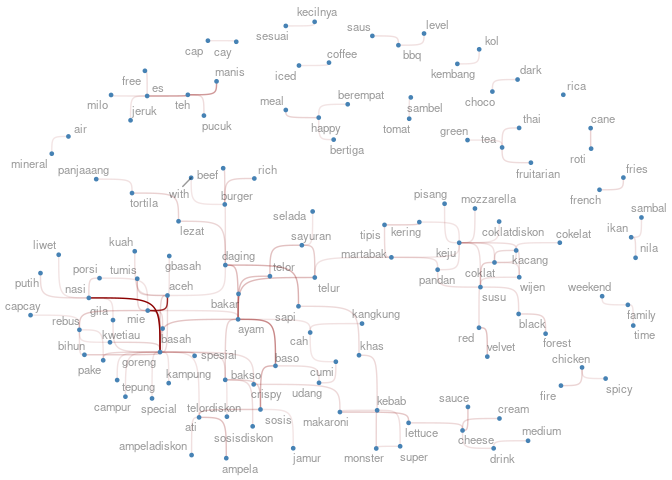 kecilnya
sesuai
saus
level
cap
cay
bbq
kol
iced
coffee
kembang
free
es
manis
dark
choco
rica
milo
jeruk
teh
pucuk
meal
berempat
sambel
happy
tomat
bertiga
green
tea
thai
fruitarian
cane
roti
air
mineral
panjaaang
beef
rich
with
burger
tortila
lezat
fries
french
pisang
mozzarella
selada
sayuran
tipis
kering
coklatdiskon
cokelat
sambal
ikan
nila
liwet
kuah
gbasah
daging
martabak
keju
kacang
putih
porsi
tumis
telor
telur
pandan
coklat
wijen
nasi
aceh
capcay
gila
mie
bakar
sapi
susu
weekend
rebus
kwetiau
basah
ayam
cah
kangkung
black
family
time
bihun
pake
goreng
spesial
baso
khas
red
velvet
forest
kampung
bakso
cumi
chicken
fire
spicy
tepung
crispy
udang
kebab
campur
special
telordiskon
makaroni
sauce
cream
ati
sosisdiskon
sosis
lettuce
cheese
medium
ampeladiskon
ampela
jamur
monster
super
drink